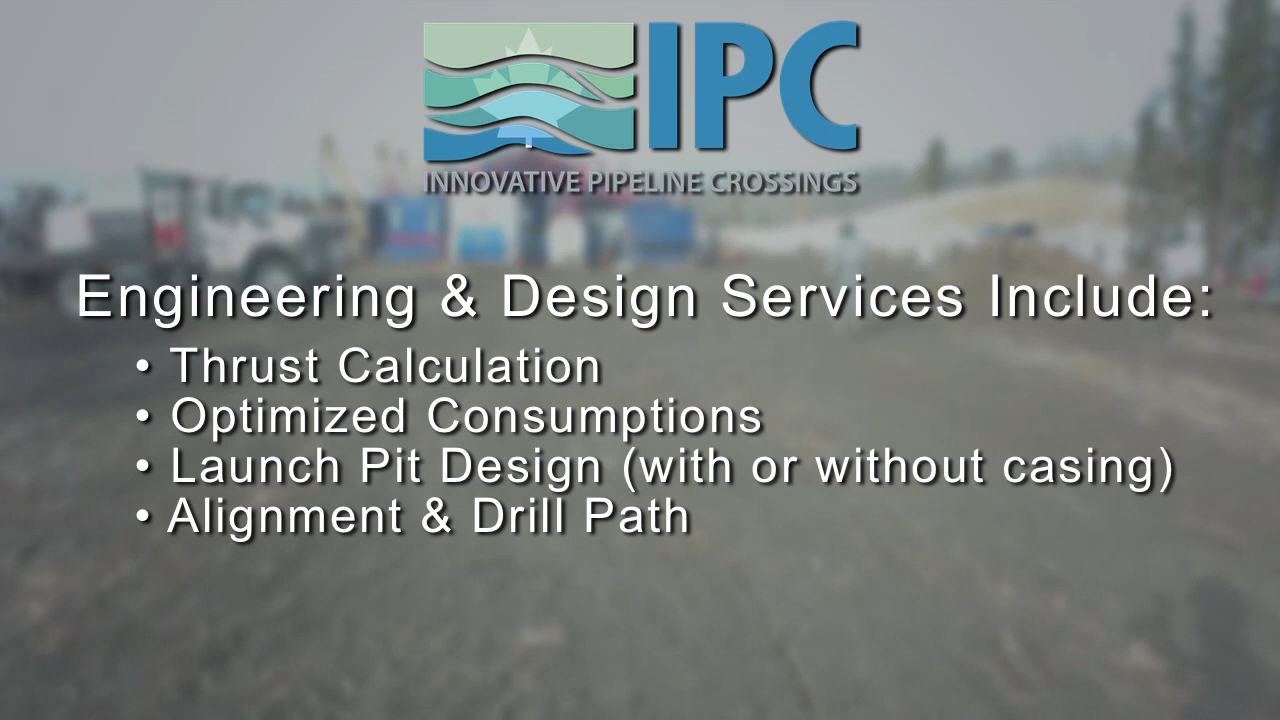 IPC
INNOVATIVE PIPELINE CROSSINGS
Engineering & Design Services Include:
• Thrust Calculation
• Optimized Consumptions
• Launch Pit Design (with or without casing)
• Alignment & Drill Path